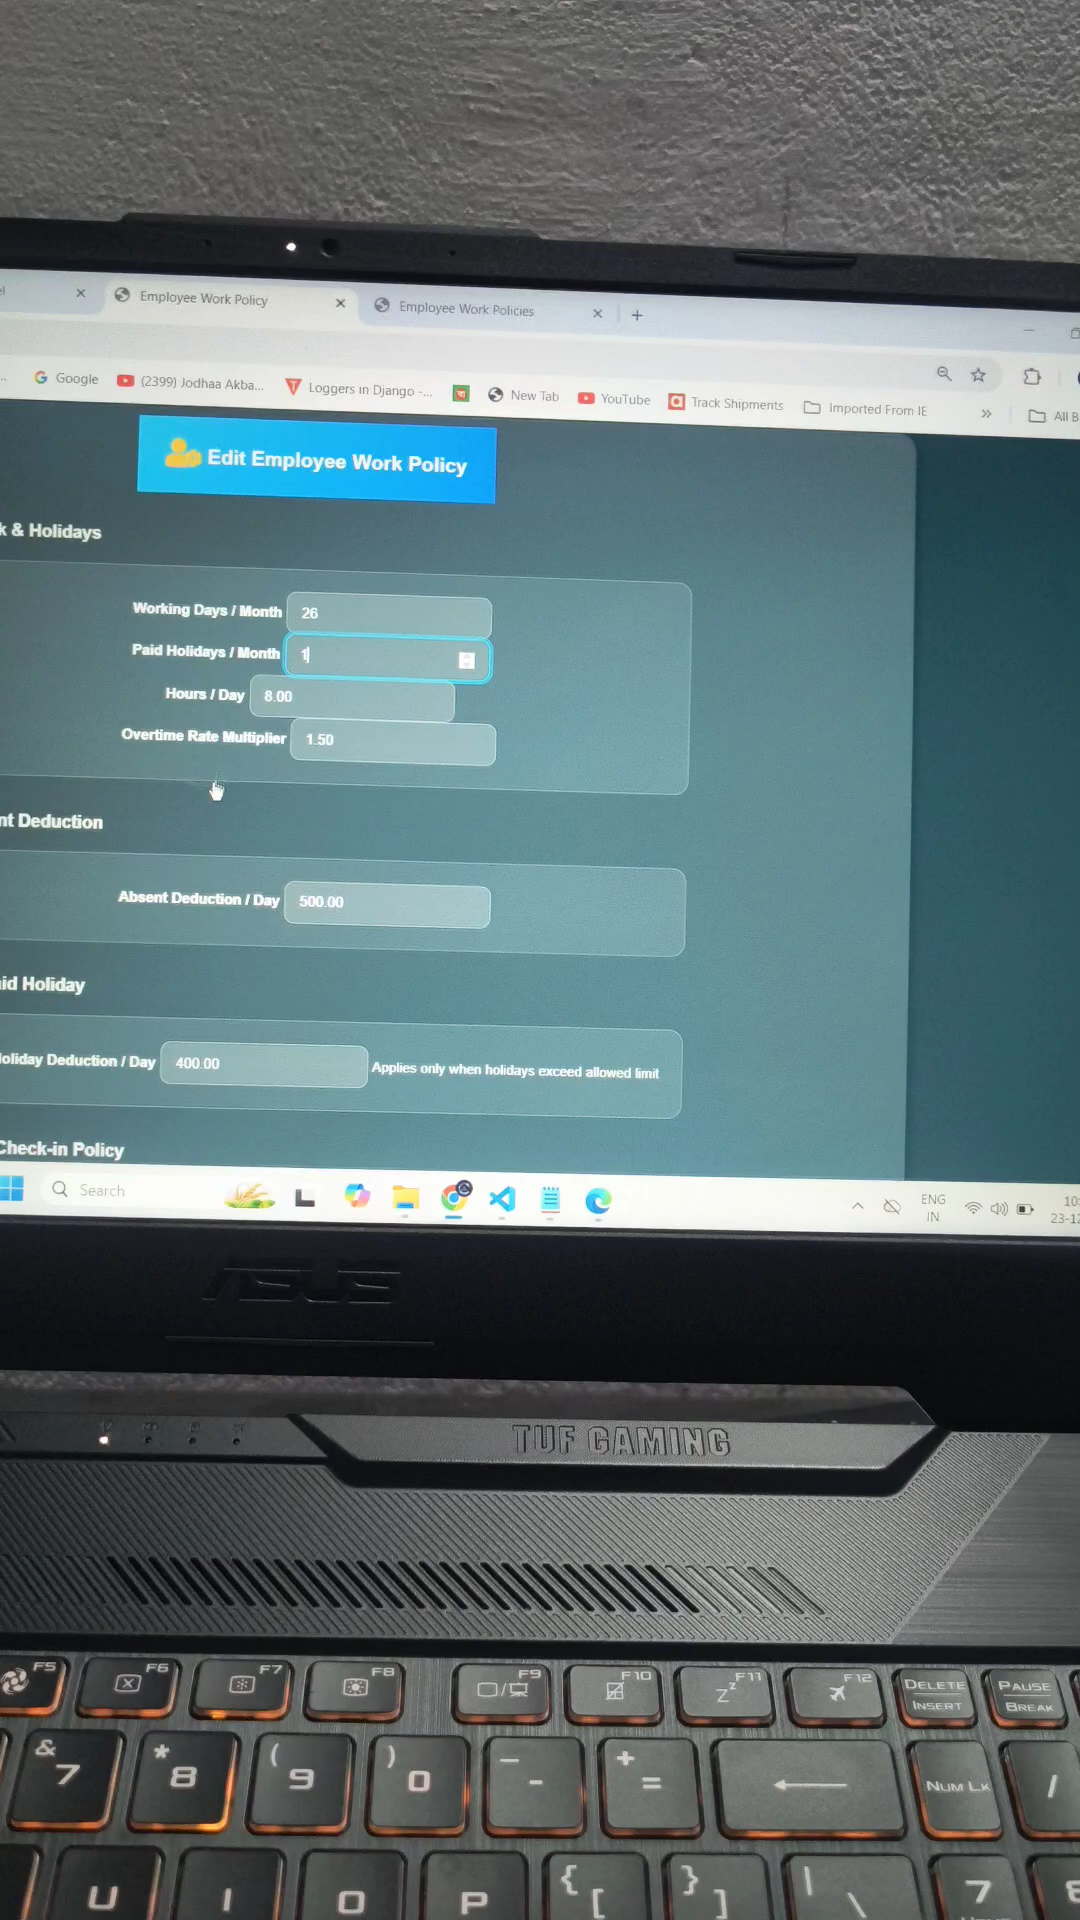 Employee Work Policy
Employee Work Policies
Google
(2399) Jodhaa Akba...
Loggers in Django -...
New Tab
YouTube
Track Shipments
Imported From IE
»
All B
Edit Employee Work Policy
k & Holidays
Working Days / Month 26
Paid Holidays / Month 1
Hours / Day 8.00
Overtime Rate Multiplier 1.50
nt Deduction
Absent Deduction / Day 500.00
id Holiday
oliday Deduction / Day 400.00 Applies only when holidays exceed allowed limit
Check-in Policy
Search
ENG
IN
10:
23-12
ASUS
TUF GAMING
F5 F6 F7 F8 F9 F10 F11 F12 DELETE INSERT PAUSE BREAK
& 7 * 8 ( 9 ) 0 _ - + = NUM LK /
U I O P { [ } ] | \ 7 8